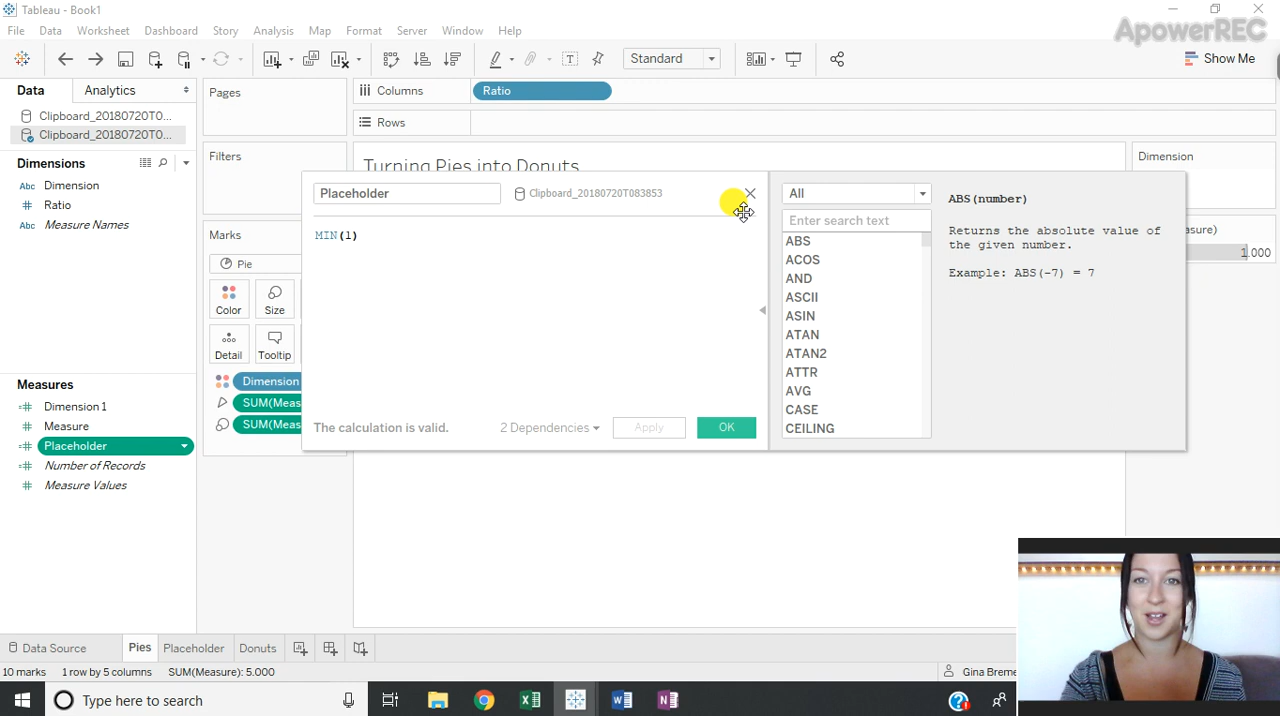 Tableau - Book1
ApowerREC
File Data Worksheet Dashboard Story Analysis Map Format Server Window Help
Standard
Show Me
Data Analytics
Pages
Columns
Ratio
Clipboard_20180720T0...
Clipboard_20180720T0...
Rows
Dimensions
Filters
Turning Pies into Donuts
Dimension
Abc Dimension
# Ratio
Abc Measure Names
Placeholder
Clipboard_20180720T083853
All
ABS(number)
Enter search text
Returns the absolute value of
the given number.
Example: ABS(-7) = 7
MIN(1)
Marks
Pie
Color Size
Detail Tooltip
Dimension
SUM(Meas
SUM(Meas
ABS
ACOS
AND
ASCII
ASIN
ATAN
ATAN2
ATTR
AVG
CASE
CEILING
asure)
1.000
Measures
Dimension 1
Measure
Placeholder
Number of Records
Measure Values
The calculation is valid.
2 Dependencies
Apply
OK
Data Source Pies Placeholder Donuts
10 marks 1 row by 5 columns SUM(Measure): 5.000
Gina Breme
Type here to search